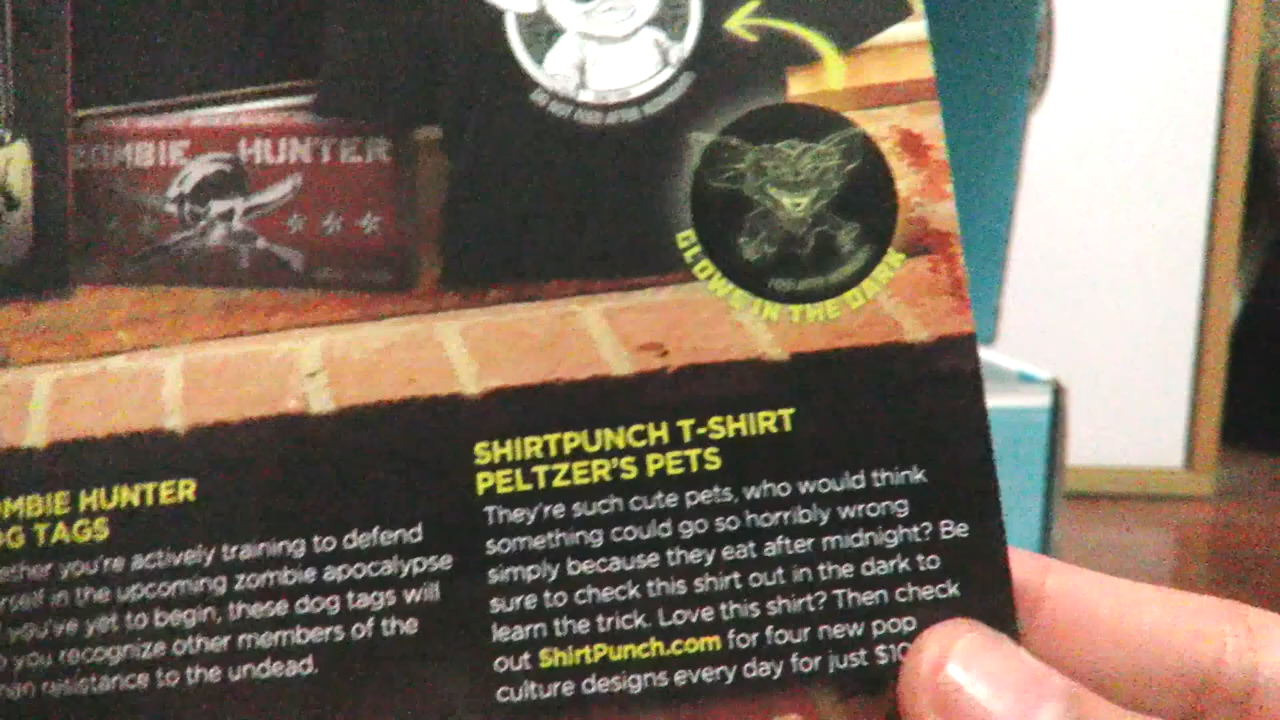 ZOMBIE HUNTER
GLOWS IN THE DARK
OMBIE HUNTER
OG TAGS
ether you're actively training to defend
rself in the upcoming zombie apocalypse
you've yet to begin, these dog tags will
you recognize other members of the
an resistance to the undead.
SHIRTPUNCH T-SHIRT
PELTZER'S PETS
They're such cute pets, who would think
something could go so horribly wrong
simply because they eat after midnight? Be
sure to check this shirt out in the dark to
learn the trick. Love this shirt? Then check
out ShirtPunch.com for four new pop
culture designs every day for just $10